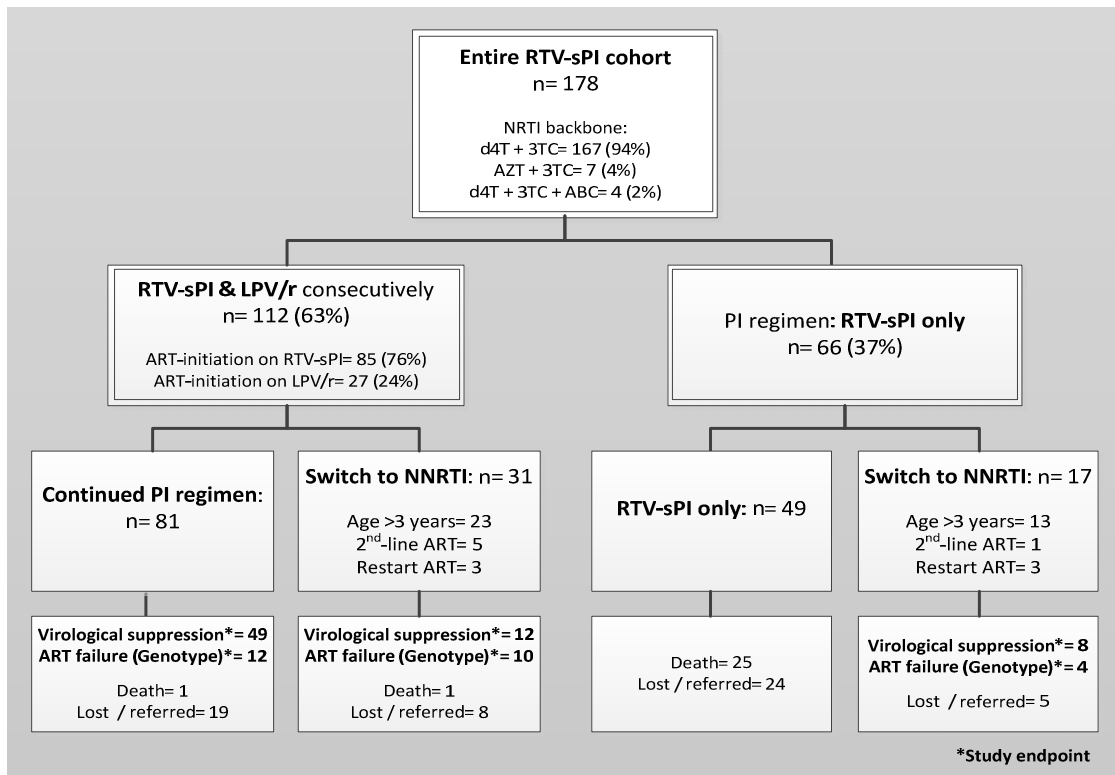 Entire RTV-sPI cohort
n= 178
NRTI backbone:
d4T + 3TC= 167 (94%)
AZT + 3TC= 7 (4%)
d4T + 3TC + ABC= 4 (2%)
RTV-sPI & LPV/r consecutively
n= 112 (63%)
ART-initiation on RTV-sPI= 85 (76%)
ART-initiation on LPV/r= 27 (24%)
PI regimen: RTV-sPI only
n= 66 (37%)
Continued PI regimen:
n= 81
Switch to NNRTI: n= 31
Age >3 years= 23
2nd-line ART= 5
Restart ART= 3
RTV-sPI only: n= 49
Switch to NNRTI: n= 17
Age >3 years= 13
2nd-line ART= 1
Restart ART= 3
Virological suppression*= 49
ART failure (Genotype)*= 12
Death= 1
Lost / referred= 19
Virological suppression*= 12
ART failure (Genotype)*= 10
Death= 1
Lost / referred= 8
Death= 25
Lost / referred= 24
Virological suppression*= 8
ART failure (Genotype)*= 4
Lost / referred= 5
*Study endpoint